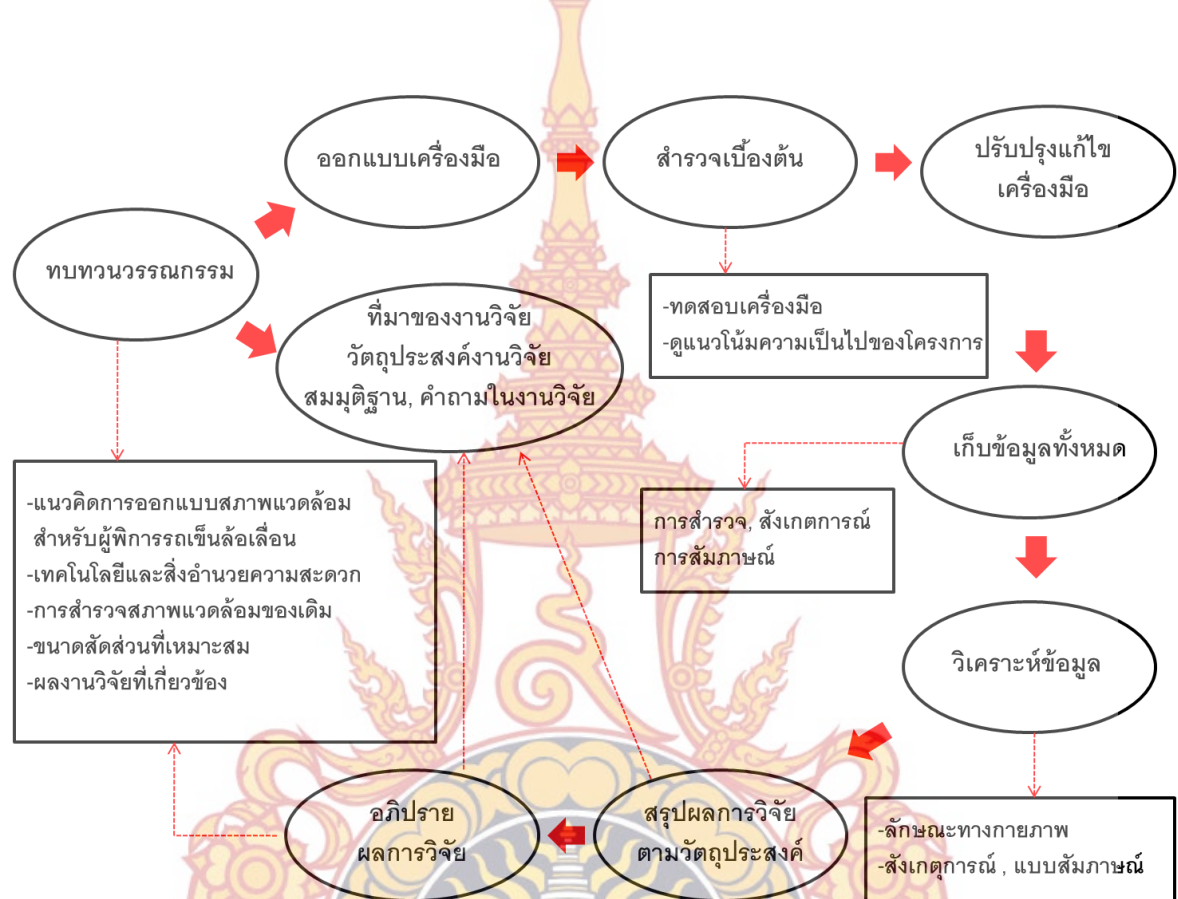 ออกแบบเครื่องมือ
สำรวจเบื้องต้น
ปรับปรุงแก้ไข
เครื่องมือ
ทบทวนวรรณกรรม
ที่มาของงานวิจัย
วัตถุประสงค์งานวิจัย
สมมุติฐาน, คำถามในงานวิจัย
-ทดสอบเครื่องมือ
-ดูแนวโน้มความเป็นไปของโครงการ
เก็บข้อมูลทั้งหมด
การสำรวจ, สังเกตการณ์
การสัมภาษณ์
-แนวคิดการออกแบบสภาพแวดล้อม
สำหรับผู้พิการรถเข็นล้อเลื่อน
-เทคโนโลยีและสิ่งอำนวยความสะดวก
-การสำรวจสภาพแวดล้อมของเดิม
-ขนาดสัดส่วนที่เหมาะสม
-ผลงานวิจัยที่เกี่ยวข้อง
วิเคราะห์ข้อมูล
อภิปราย
ผลการวิจัย
สรุปผลการวิจัย
ตามวัตถุประสงค์
-ลักษณะทางกายภาพ
-สังเกตุการณ์ , แบบสัมภาษณ์